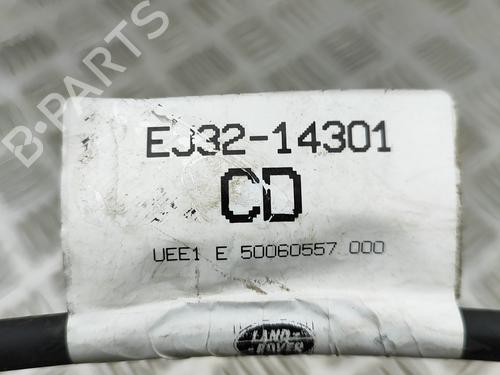 B-PARTS
EJ32-14301
CD
UEE1 E 50060557 000
LAND
ROVER